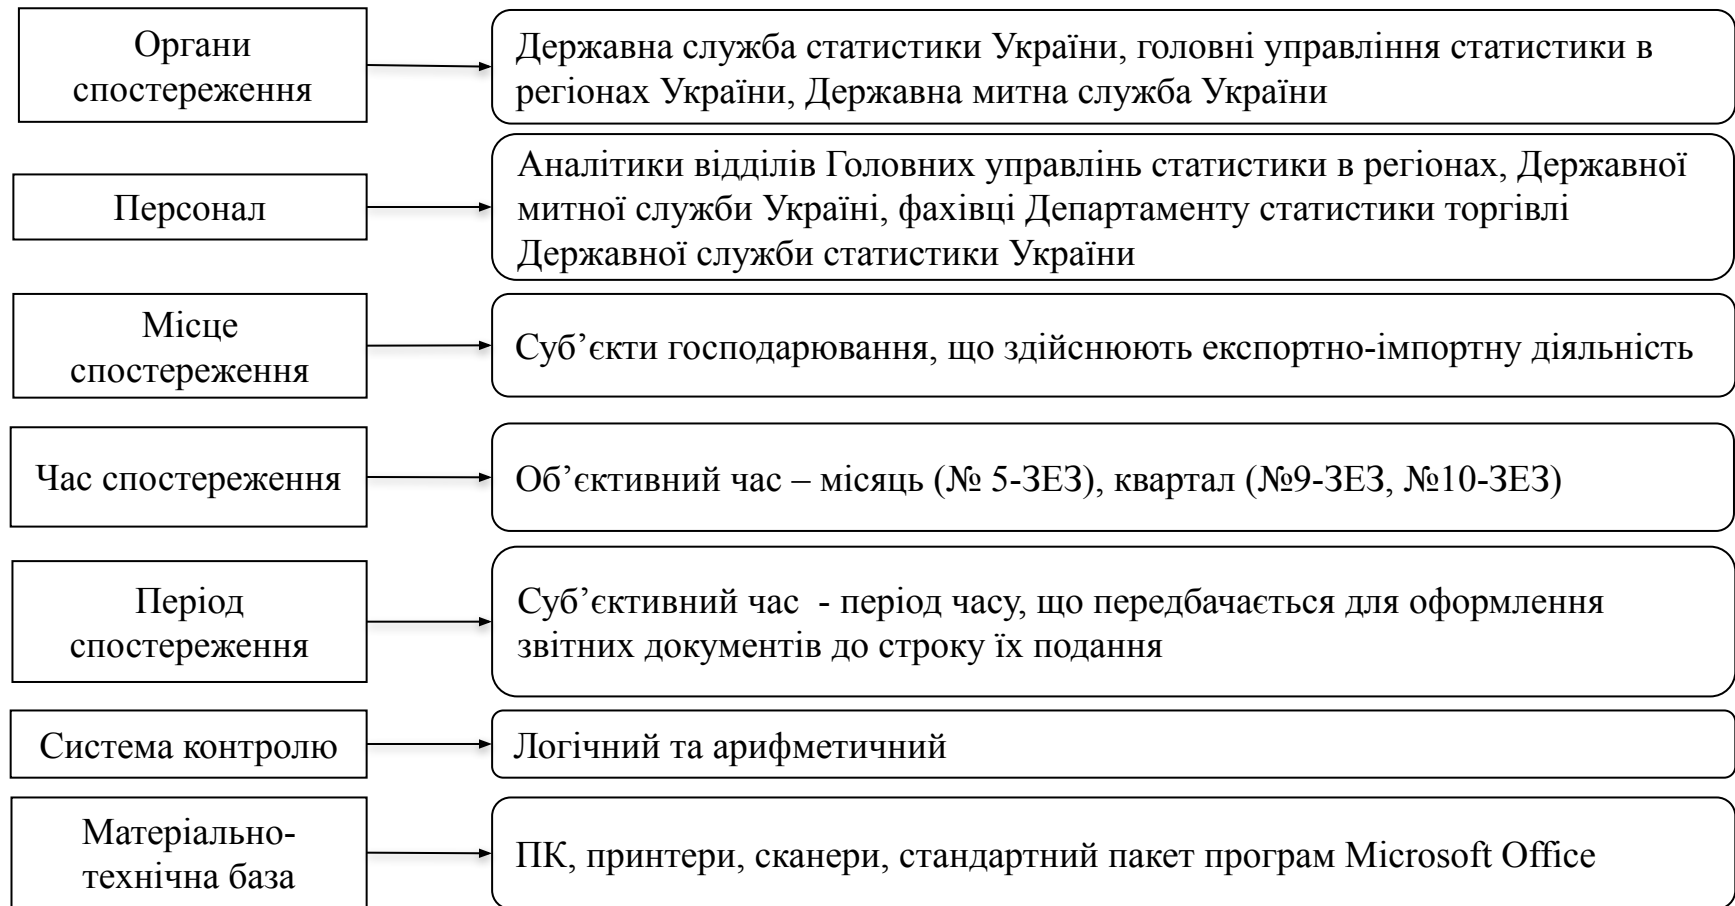 Органи
спостереження
Державна служба статистики України, головні управління статистики в
регіонах України, Державна митна служба України
Персонал
Аналітики відділів Головних управлінь статистики в регіонах, Державної
митної служби Україні, фахівці Департаменту статистики торгівлі
Державної служби статистики України
Місце
спостереження
Суб’єкти господарювання, що здійснюють експортно-імпортну діяльність
Час спостереження
Об’єктивний час – місяць (№ 5-ЗЕЗ), квартал (№9-ЗЕЗ, №10-ЗЕЗ)
Період
спостереження
Суб’єктивний час - період часу, що передбачається для оформлення
звітних документів до строку їх подання
Система контролю
Логічний та арифметичний
Матеріально-
технічна база
ПК, принтери, сканери, стандартний пакет програм Microsoft Office